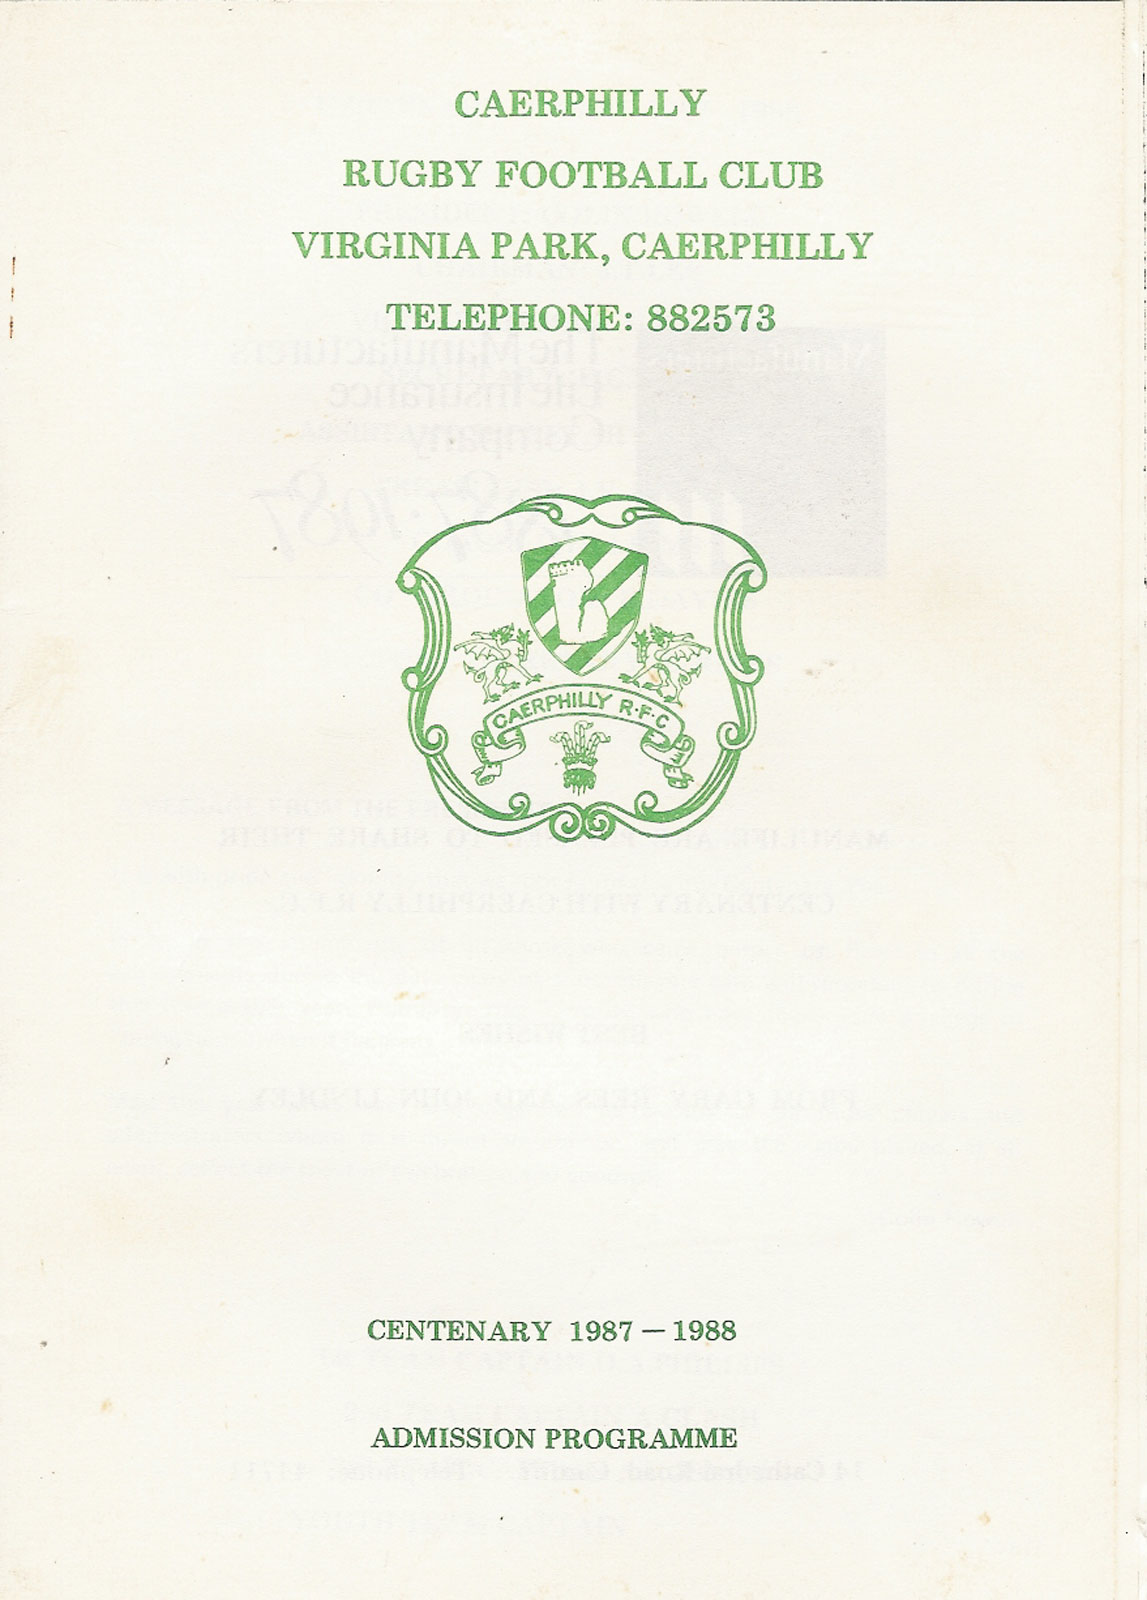 CAERPHILLY
RUGBY FOOTBALL CLUB
VIRGINIA PARK, CAERPHILLY
TELEPHONE: 882573
CAERPHILLY R·F·C
CENTENARY 1987 — 1988
ADMISSION PROGRAMME